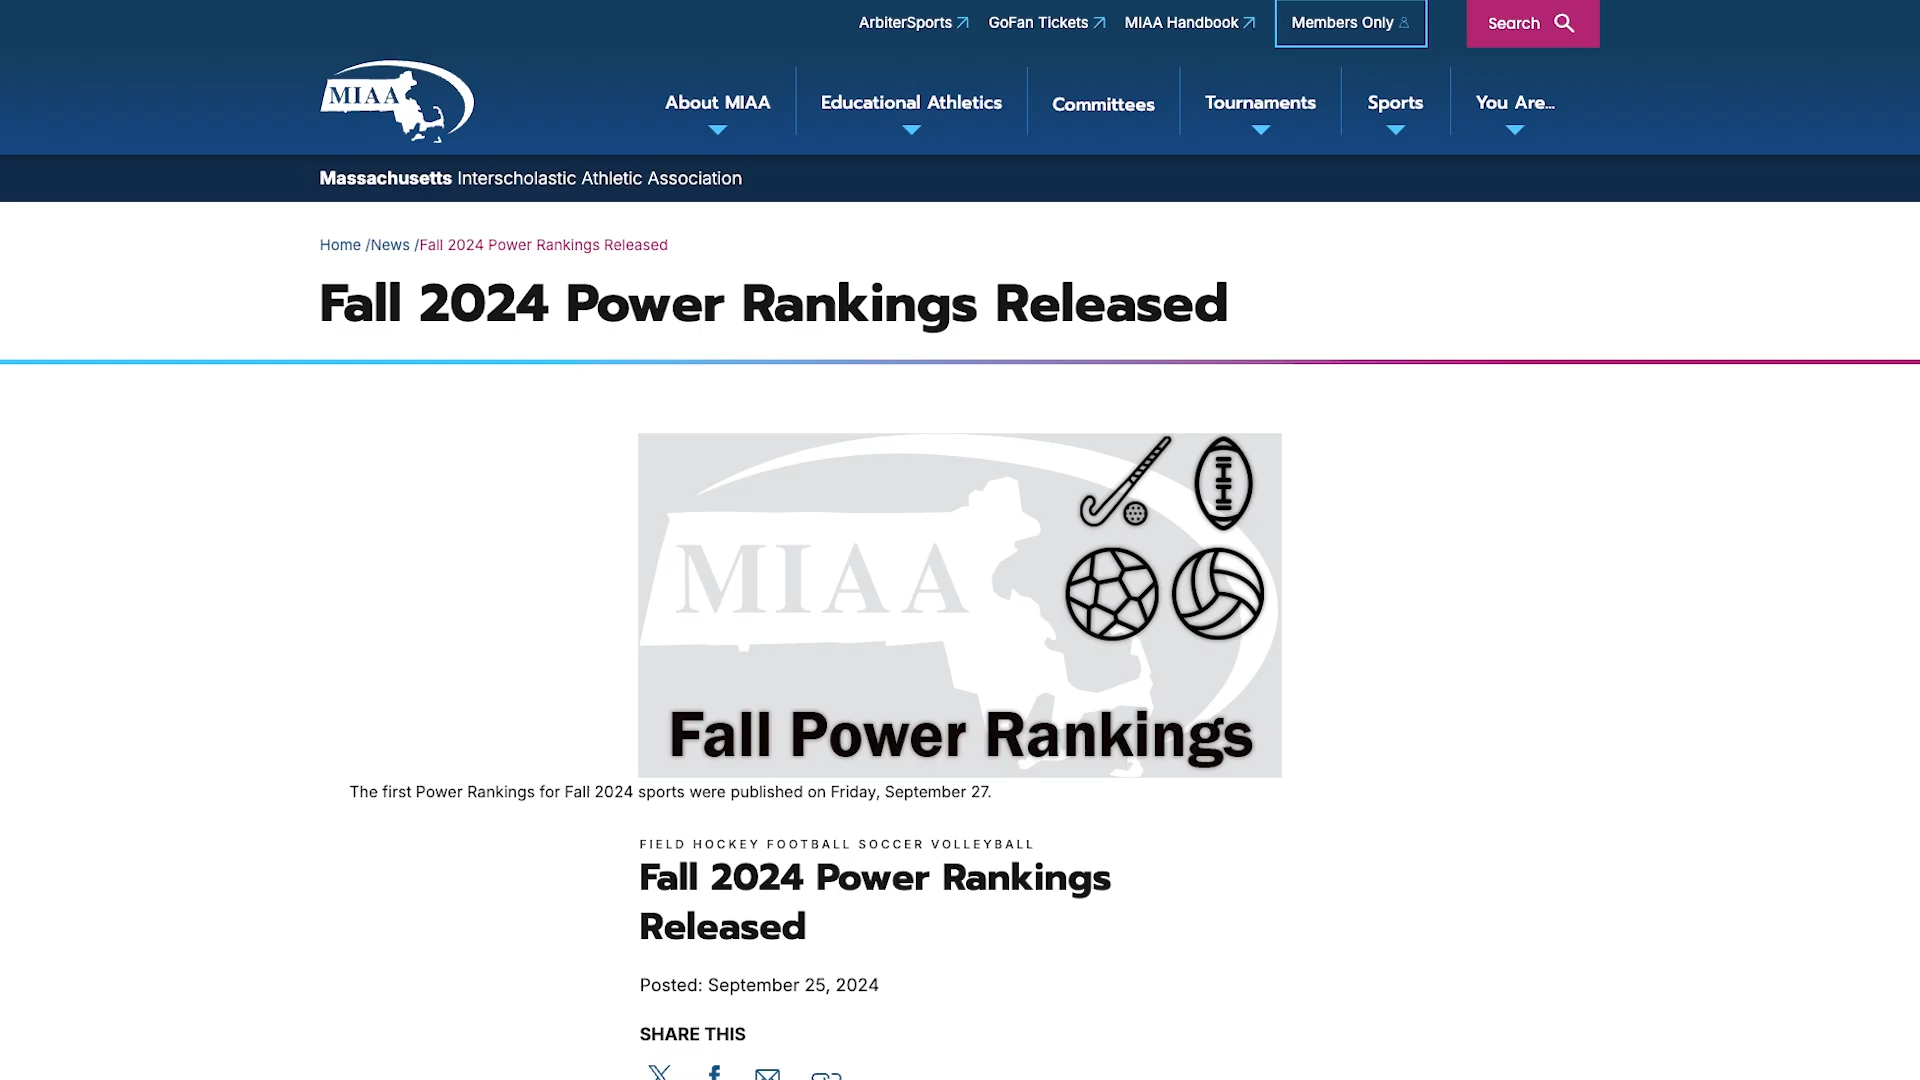 ArbiterSports GoFan Tickets MIAA Handbook Members Only Search
MIAA
About MIAA Educational Athletics Committees Tournaments Sports You Are...
Massachusetts Interscholastic Athletic Association
Home /News /Fall 2024 Power Rankings Released
Fall 2024 Power Rankings Released
MIAA
Fall Power Rankings
The first Power Rankings for Fall 2024 sports were published on Friday, September 27.
FIELD HOCKEY FOOTBALL SOCCER VOLLEYBALL
Fall 2024 Power Rankings
Released
Posted: September 25, 2024
SHARE THIS